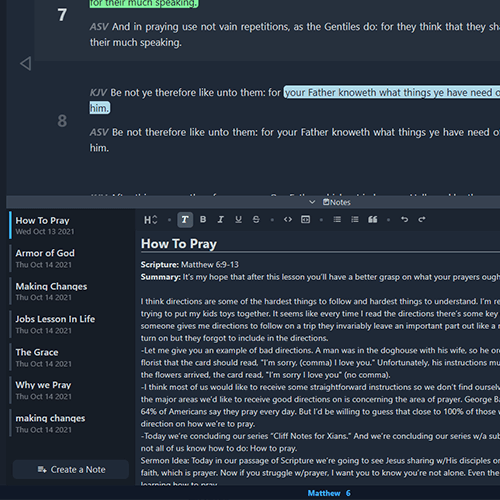 for their much speaking.
7
ASV And in praying use not vain repetitions, as the Gentiles do: for they think that they
their much speaking.
KJV Be not ye therefore like unto them: for your Father knoweth what things ye have need
him.
8
ASV Be not therefore like unto them: for your Father knoweth what things ye have need
him.
Notes
How To Pray
Wed Oct 13 2021
Armor of God
Thu Oct 14 2021
Making Changes
Thu Oct 14 2021
Jobs Lesson In Life
Thu Oct 14 2021
The Grace
Thu Oct 14 2021
Why we Pray
Thu Oct 14 2021
making changes
Thu Oct 14 2021
Create a Note
H T B I U S
How To Pray
Scripture: Matthew 6:9-13
Summary: It's my hope that after this lesson you'll have a better grasp on what your prayers
I think directions are some of the hardest things to follow and hardest things to understand. I'm
trying to put my kids toys together. It seems like every time I read the directions there's some key
someone gives me directions to follow on a trip they invariably leave an important part out like a
turn on but they forgot to include in the directions.
-Let me give you an example of bad directions. A man was in the doghouse with his wife, so he
florist that the card should read, "I'm sorry, (comma) I love you." Unfortunately, his instructions
the flowers arrived, the card read, "I'm sorry I love you" (no comma).
-I think most of us would like to receive some straightforward instructions so we don't find
the major areas we'd like to receive good directions on is concerning the area of prayer. George
64% of Americans say they pray every day. But I'd be willing to guess that close to 100% of those
direction on how we're to pray.
-Today we're concluding our series "Cliff Notes for Xians." And we're concluding our series w/a
not all of us know how to do: How to pray.
Sermon Idea: Today in our passage of Scripture we're going to see Jesus sharing w/His disciples
faith, which is prayer. Now if you struggle w/prayer, I want you to know you're not alone. Even the
learning how to pray.
Matthew 6